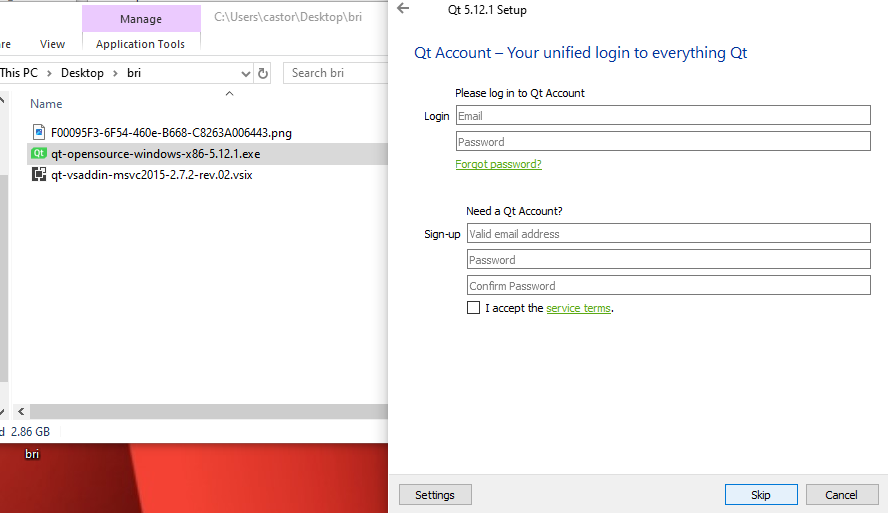 Manage
C:\Users\castor\Desktop\bri
View
Application Tools
This PC
Desktop
bri
Search bri
Name
F00095F3-6F54-460e-B668-C8263A006443.png
Qt
qt-opensource-windows-x86-5.12.1.exe
qt-vsaddin-msvc2015-2.7.2-rev.02.vsix
2.86 GB
bri
Qt 5.12.1 Setup
Qt Account – Your unified login to everything Qt
Please log in to Qt Account
Login
Email
Password
Forgot password?
Need a Qt Account?
Sign-up
Valid email address
Password
Confirm Password
I accept the service terms.
Settings
Skip
Cancel